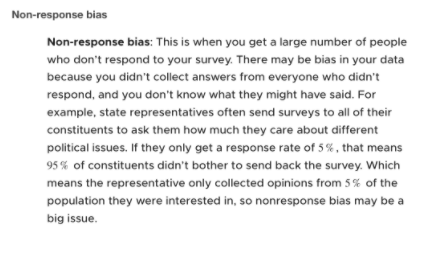 Non-response bias
Non-response bias: This is when you get a large number of people
who don't respond to your survey. There may be bias in your data
because you didn't collect answers from everyone who didn't
respond, and you don't know what they might have said. For
example, state representatives often send surveys to all of their
constituents to ask them how much they care about different
political issues. If they only get a response rate of 5%, that means
95% of constituents didn't bother to send back the survey. Which
means the representative only collected opinions from 5% of the
population they were interested in, so nonresponse bias may be a
big issue.